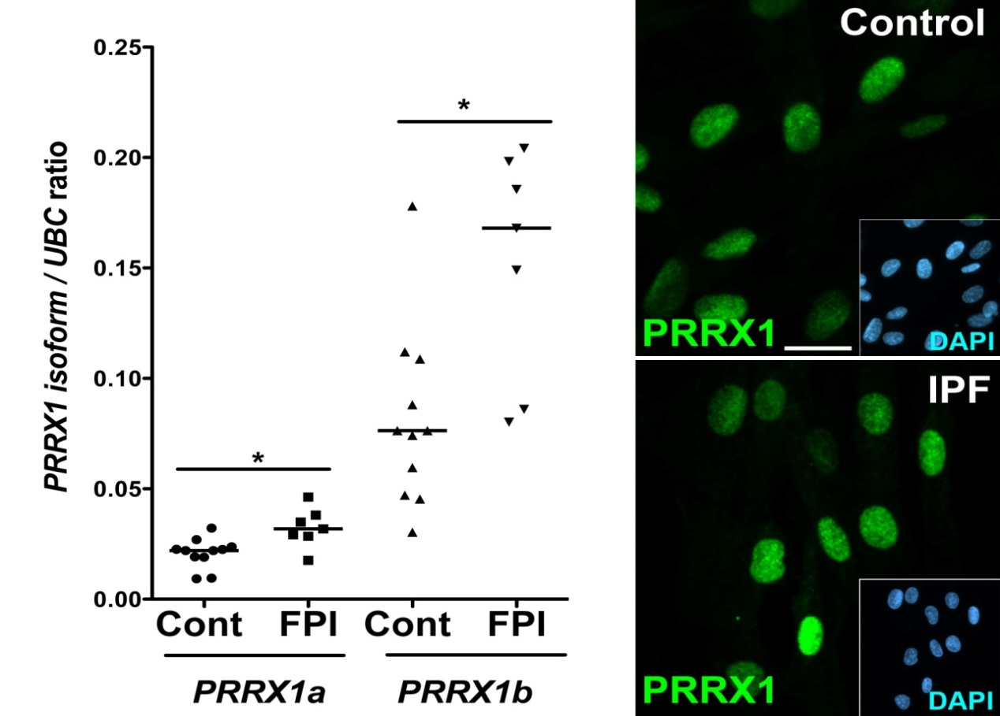 PRRX1 isoform / UBC ratio
0.25
0.20
0.15
0.10
0.05
0.00
*
*
Cont FPI Cont FPI
PRRX1a PRRX1b
Control
PRRX1
DAPI
IPF
PRRX1
DAPI